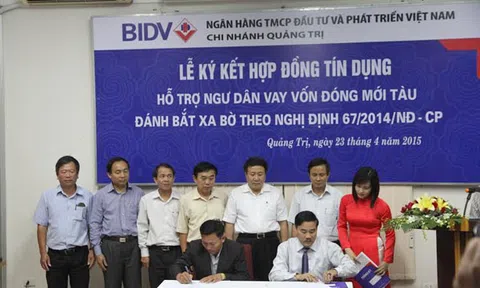 BIDV NGÂN HÀNG TMCP ĐẦU TƯ VÀ PHÁT TRIỂN VIỆT NAM
CHI NHÁNH QUẢNG TRỊ
LỄ KÝ KẾT HỢP ĐỒNG TÍN DỤNG
HỖ TRỢ NGƯ DÂN VAY VỐN ĐÓNG MỚI TÀU
ĐÁNH BẮT XA BỜ THEO NGHỊ ĐỊNH 67/2014/NĐ - CP
Quảng Trị, ngày 23 tháng 4 năm 2015